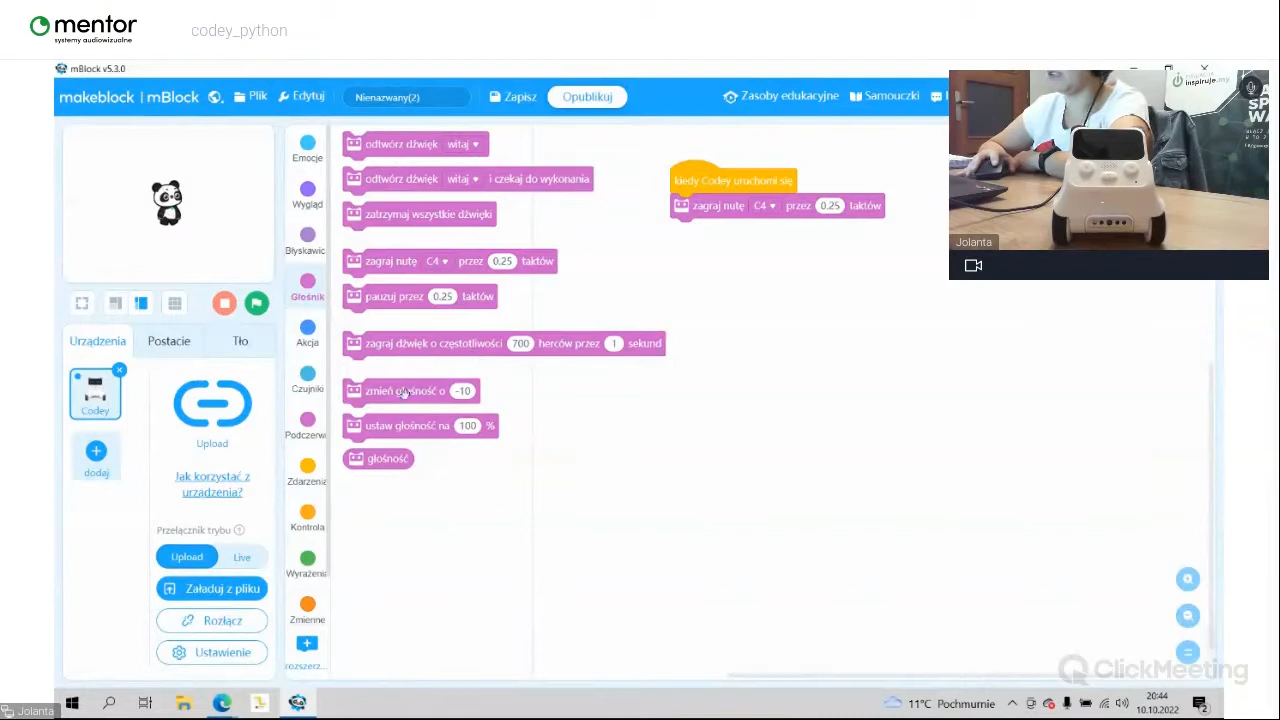 mentor
systemy audiowizualne
codey_python
mBlock v5.3.0
makeblock | mBlock
Plik
Edytuj
Nienazwany(2)
Zapisz
Opublikuj
Zasoby edukacyjne
Samouczki
inspiruje.my
Jolanta
Emocje
Wygląd
Błyskawic
Głośnik
Akcja
Czujniki
Podczerw
Zdarzenia
Kontrola
Wyrażenia
Zmienne
rozszerz...
odtwórz dźwięk witaj
odtwórz dźwięk witaj i czekaj do wykonania
zatrzymaj wszystkie dźwięki
zagraj nutę C4 przez 0.25 taktów
pauzuj przez 0.25 taktów
zagraj dźwięk o częstotliwości 700 herców przez 1 sekund
zmień głośność o -10
ustaw głośność na 100 %
głośność
kiedy Codey uruchomi się
zagraj nutę C4 przez 0.25 taktów
Urządzenia
Postacie
Tło
Codey
dodaj
Upload
Jak korzystać z
urządzenia?
Przełącznik trybu
Upload
Live
Załaduj z pliku
Rozłącz
Ustawienie
ClickMeeting
Jolanta
11°C Pochmurnie
20:44
10.10.2022
2